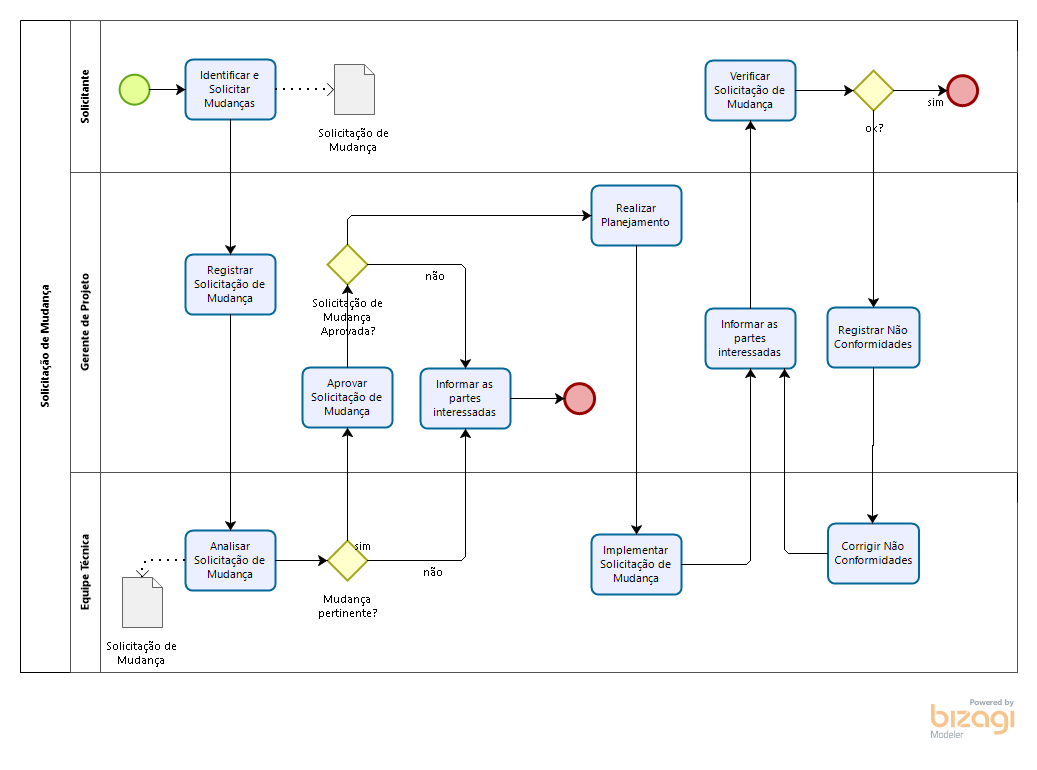 Solicitação de Mudança
Solicitante
Identificar e
Solicitar
Mudanças
Solicitação de
Mudança
Verificar
Solicitação de
Mudança
ok?
sim
Gerente de Projeto
Registrar
Solicitação de
Mudança
Solicitação de
Mudança
Aprovada?
não
Aprovar
Solicitação de
Mudança
Informar as
partes
interessadas
Realizar
Planejamento
Informar as
partes
interessadas
Registrar Não
Conformidades
Equipe Técnica
Analisar
Solicitação de
Mudança
Solicitação de
Mudança
sim
não
Mudança
pertinente?
Implementar
Solicitação de
Mudança
Corrigir Não
Conformidades
Powered by
bizagi
Modeler